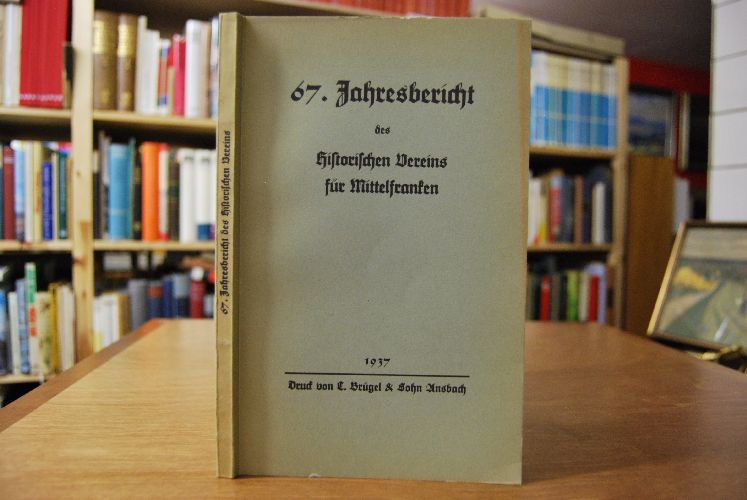 67. Jahresbericht
des
Historischen Vereins
für Mittelfranken
1937
Druck von C. Brügel & Sohn Ansbach
67. Jahresbericht des Historischen Vereins